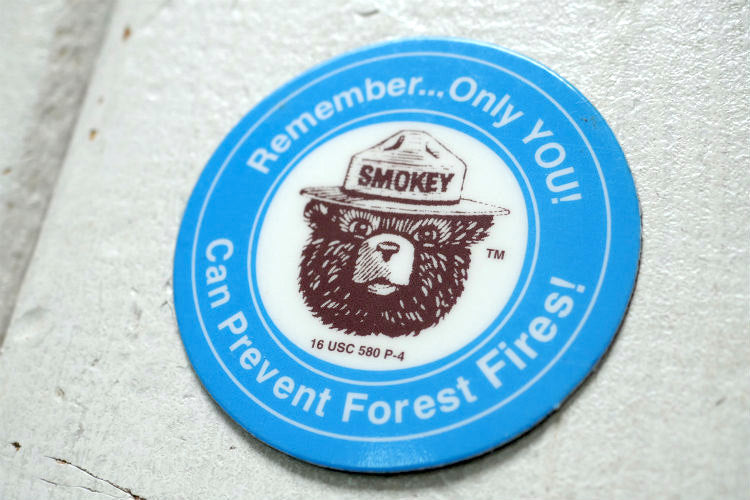 Remember... Only YOU!
SMOKEY
TM
16 USC 580 P-4
Can Prevent Forest Fires!